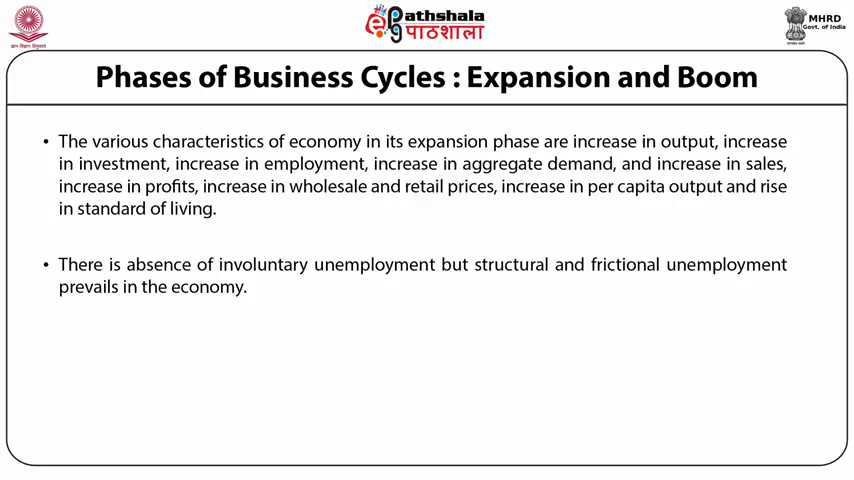 ज्ञान-विज्ञान विमुक्तये
Pathshala
पाठशाला
MHRD
Govt. of India
Phases of Business Cycles : Expansion and Boom
• The various characteristics of economy in its expansion phase are increase in output, increase
in investment, increase in employment, increase in aggregate demand, and increase in sales,
increase in profits, increase in wholesale and retail prices, increase in per capita output and rise
in standard of living.
• There is absence of involuntary unemployment but structural and frictional unemployment
prevails in the economy.